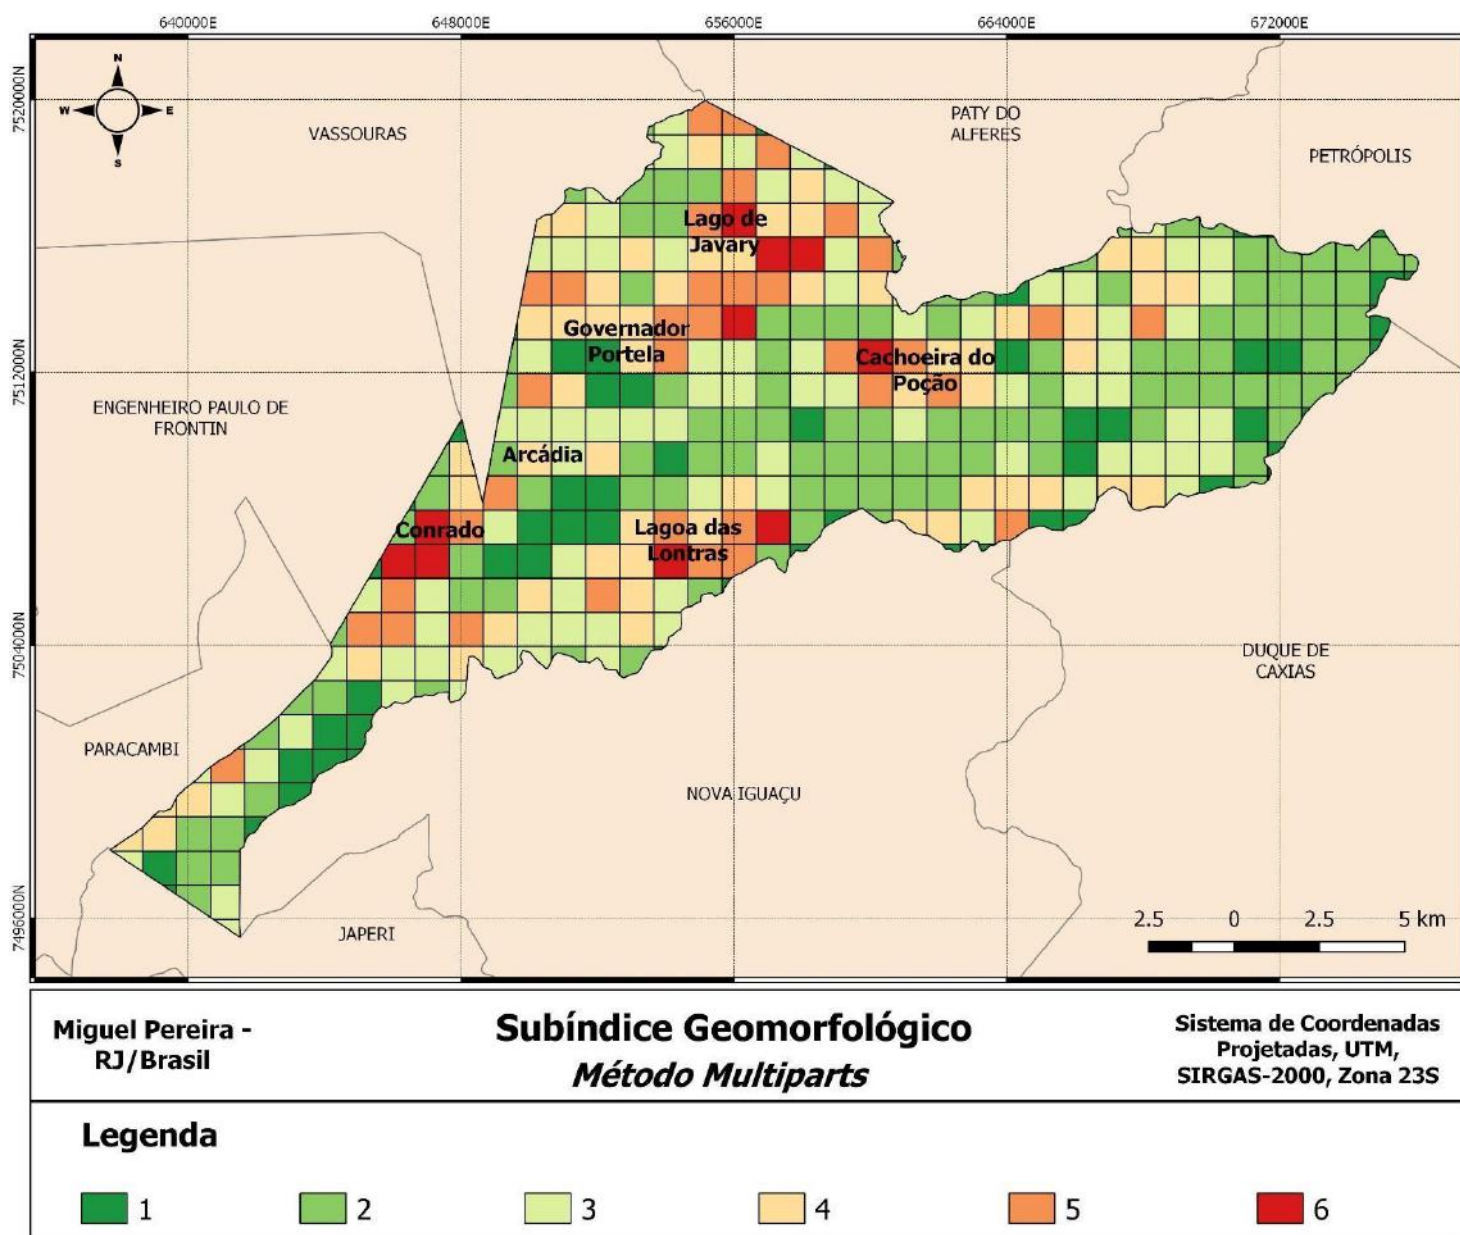 640000E
648000E
656000E
664000E
672000E
7520000N
7512000N
7504000N
7496000N
N
W
E
S
VASSOURAS
PATY DO
ALFERES
PETRÓPOLIS
Lago de
Javary
Governador
Portela
Cachoeira do
Poção
ENGENHEIRO PAULO DE
FRONTIN
Arcádia
Conrado
Lagoa das
Lontras
DUQUE DE
CAXIAS
PARACAMBI
NOVA IGUAÇU
JAPERI
2.5 0 2.5 5 km
Miguel Pereira -
RJ/Brasil
Subíndice Geomorfológico
Método Multiparts
Sistema de Coordenadas
Projetadas, UTM,
SIRGAS-2000, Zona 23S
Legenda
1 2 3 4 5 6